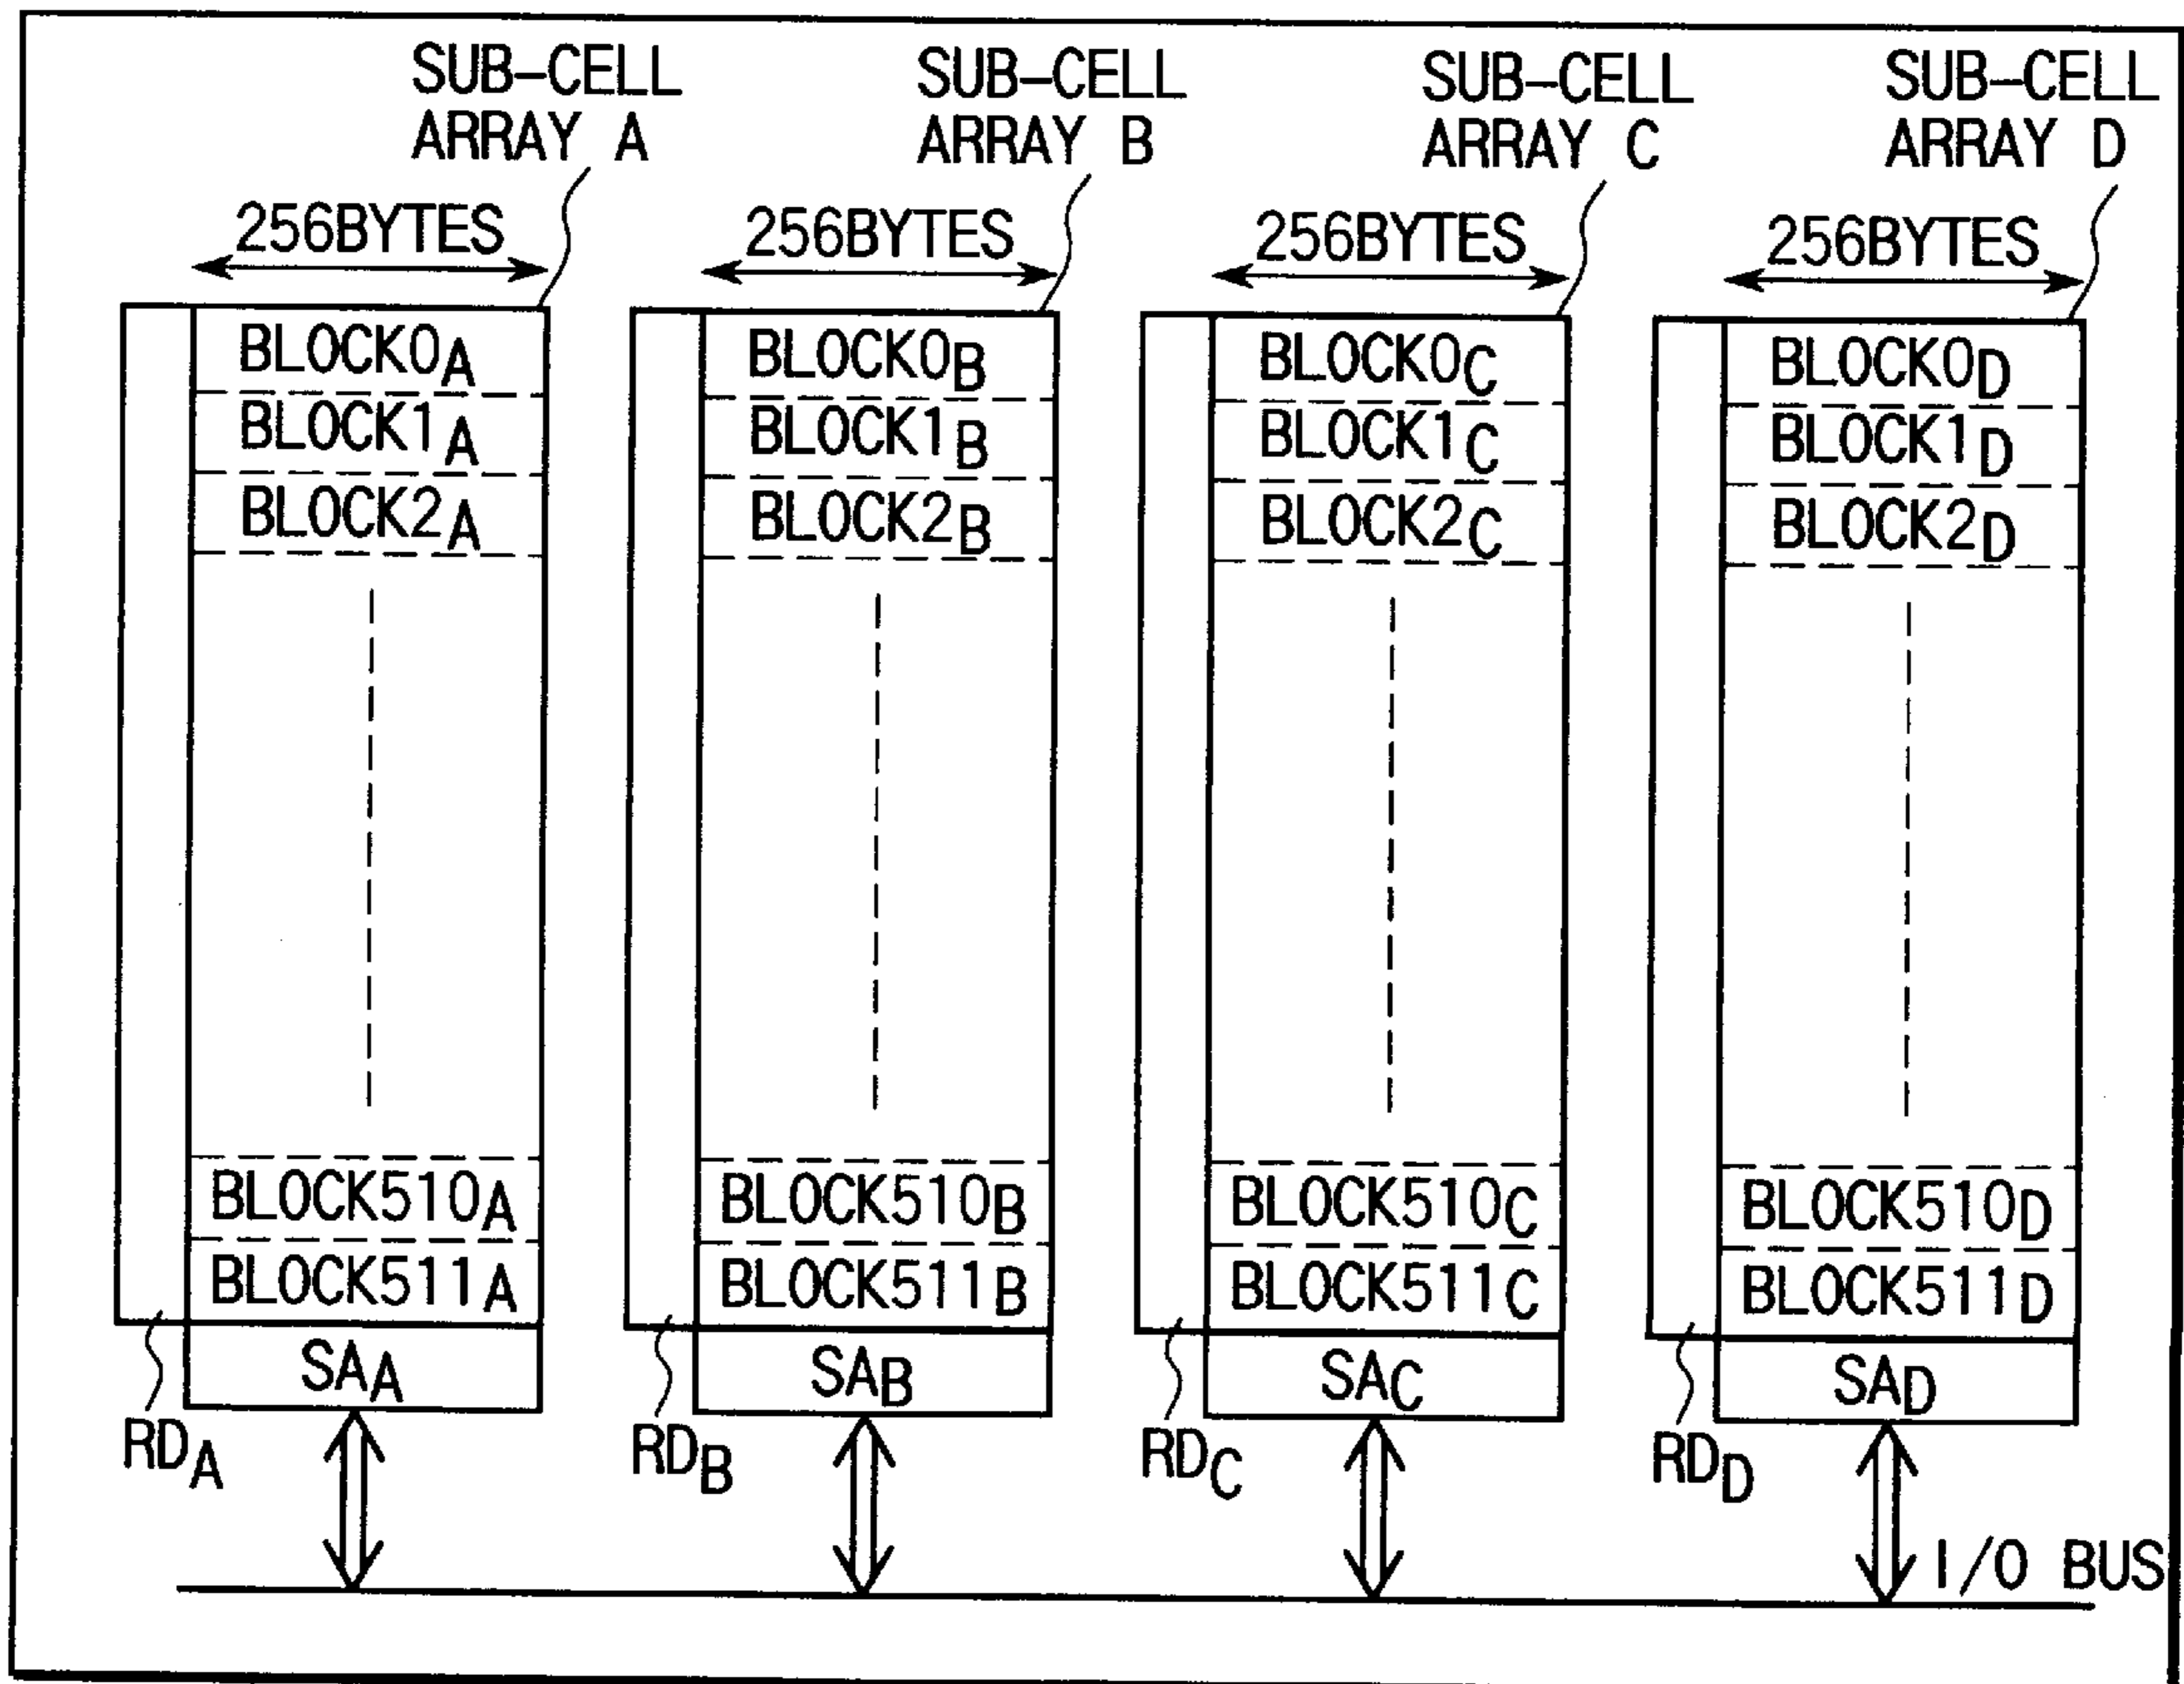 SUB-CELL
ARRAY A
SUB-CELL
ARRAY B
SUB-CELL
ARRAY C
SUB-CELL
ARRAY D
256BYTES
256BYTES
256BYTES
256BYTES
BLOCK0A
BLOCK1A
BLOCK2A
BLOCK510A
BLOCK511A
SAA
RDA
BLOCK0B
BLOCK1B
BLOCK2B
BLOCK510B
BLOCK511B
SAB
RDB
BLOCK0C
BLOCK1C
BLOCK2C
BLOCK510C
BLOCK511C
SAC
RDC
BLOCK0D
BLOCK1D
BLOCK2D
BLOCK510D
BLOCK511D
SAD
RDD
I/O BUS